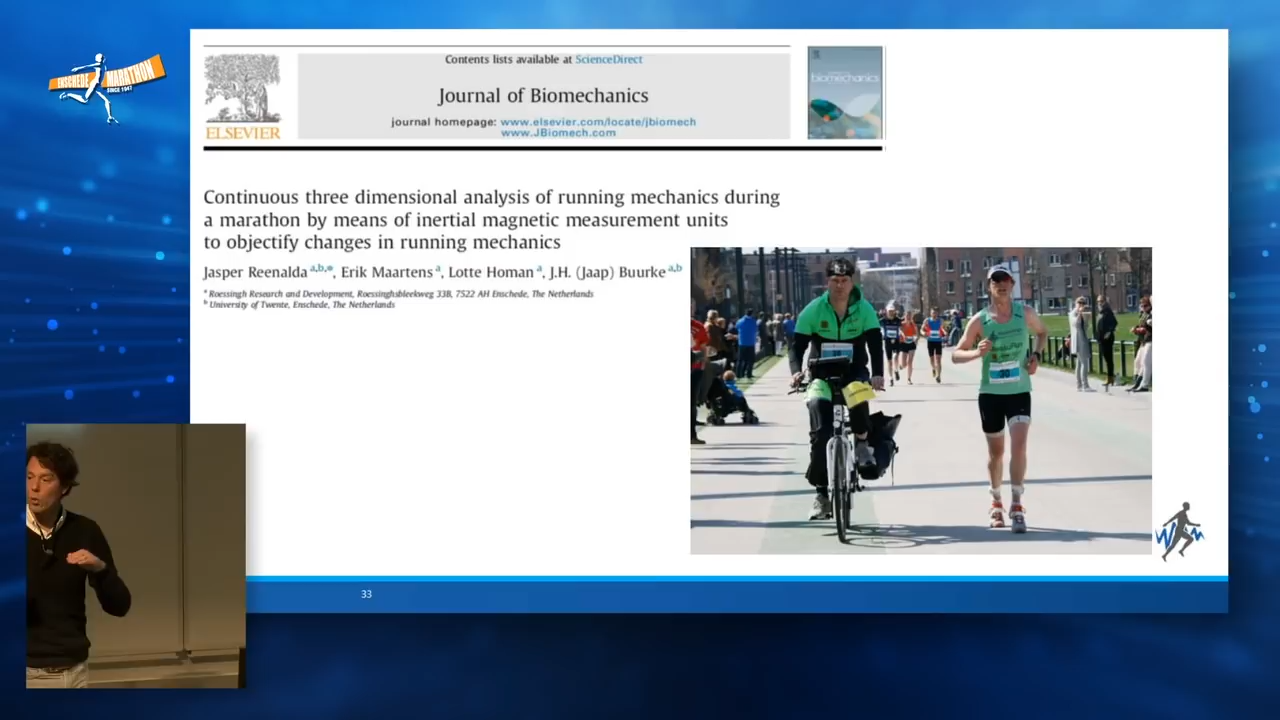 ENSCHEDE MARATHON
SINCE 1947
Contents lists available at ScienceDirect
Journal of Biomechanics
journal homepage: www.elsevier.com/locate/jbiomech
www.JBiomech.com
ELSEVIER
biomechanics
Continuous three dimensional analysis of running mechanics during
a marathon by means of inertial magnetic measurement units
to objectify changes in running mechanics
Jasper Reenalda a,b,*, Erik Maartens a, Lotte Homan a, J.H. (Jaap) Buurke a,b
a Roessingh Research and Development, Roessinghsbleekweg 33B, 7522 AH Enschede, The Netherlands
b University of Twente, Enschede, The Netherlands
33